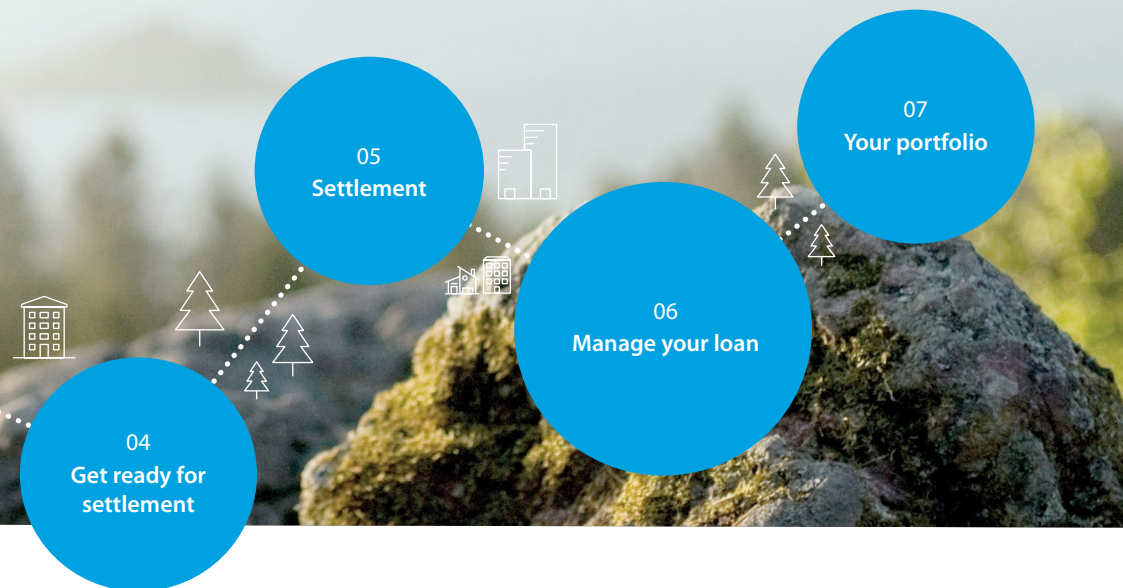 04
Get ready for
settlement
05
Settlement
06
Manage your loan
07
Your portfolio